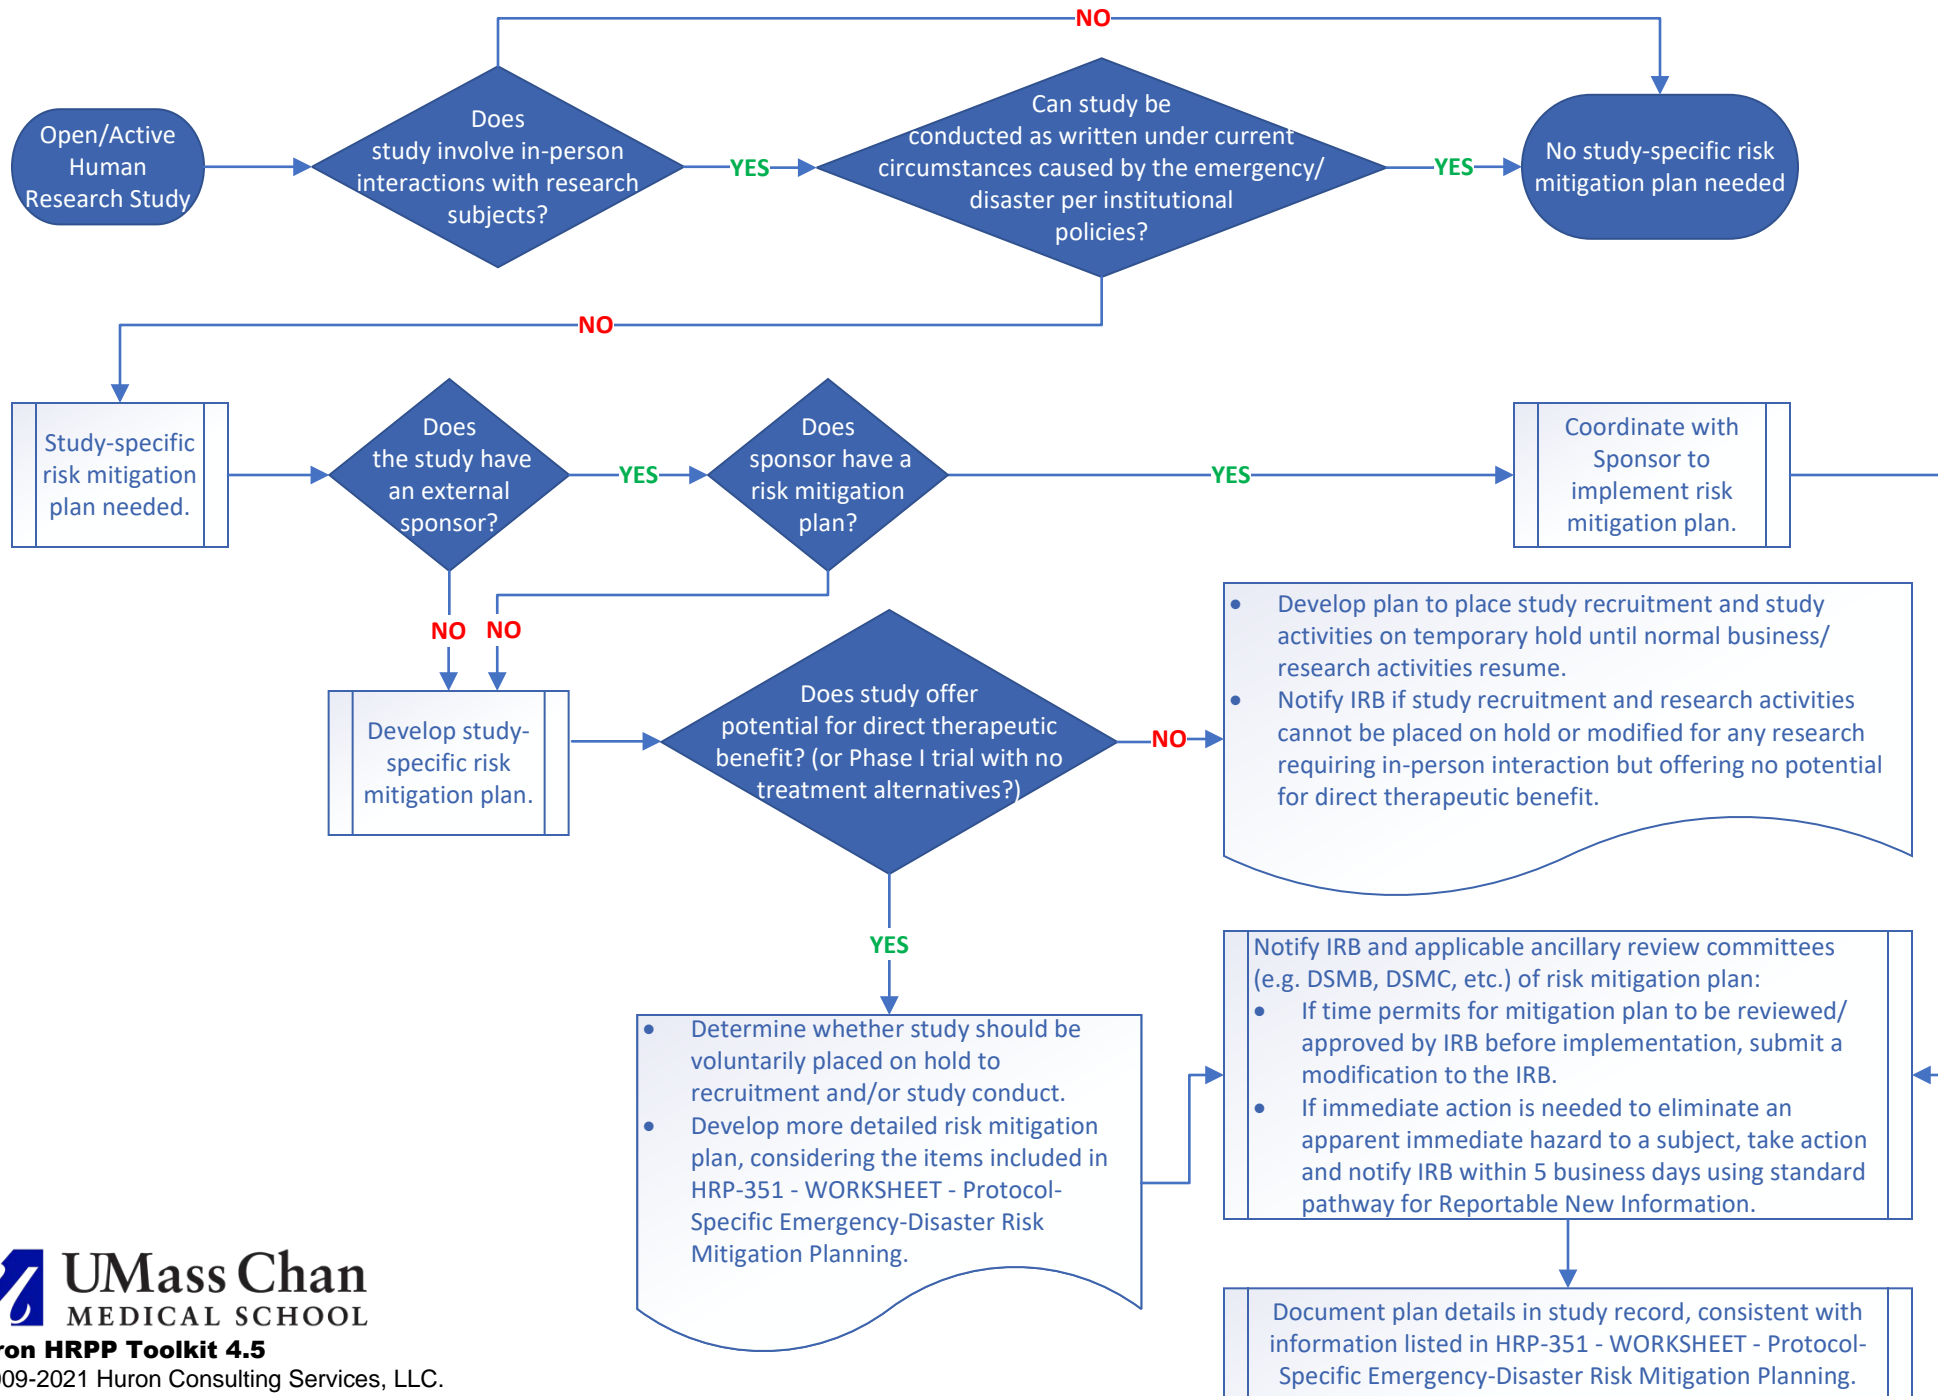 NO
Open/Active
Human
Research Study
Does
study involve in-person
interactions with research
subjects?
YES
Can study be
conducted as written under current
circumstances caused by the emergency/
disaster per institutional
policies?
YES
No study-specific risk
mitigation plan needed
NO
Study-specific
risk mitigation
plan needed.
Does
the study have
an external
sponsor?
YES
Does
sponsor have a
risk mitigation
plan?
YES
Coordinate with
Sponsor to
implement risk
mitigation plan.
NO NO
Develop study-
specific risk
mitigation plan.
Does study offer
potential for direct therapeutic
benefit? (or Phase I trial with no
treatment alternatives?)
NO
• Develop plan to place study recruitment and study
activities on temporary hold until normal business/
research activities resume.
• Notify IRB if study recruitment and research activities
cannot be placed on hold or modified for any research
requiring in-person interaction but offering no potential
for direct therapeutic benefit.
YES
• Determine whether study should be
voluntarily placed on hold to
recruitment and/or study conduct.
• Develop more detailed risk mitigation
plan, considering the items included in
HRP-351 - WORKSHEET - Protocol-
Specific Emergency-Disaster Risk
Mitigation Planning.
Notify IRB and applicable ancillary review committees
(e.g. DSMB, DSMC, etc.) of risk mitigation plan:
• If time permits for mitigation plan to be reviewed/
approved by IRB before implementation, submit a
modification to the IRB.
• If immediate action is needed to eliminate an
apparent immediate hazard to a subject, take action
and notify IRB within 5 business days using standard
pathway for Reportable New Information.
Document plan details in study record, consistent with
information listed in HRP-351 - WORKSHEET - Protocol-
Specific Emergency-Disaster Risk Mitigation Planning.
UMass Chan
MEDICAL SCHOOL
ron HRPP Toolkit 4.5
009-2021 Huron Consulting Services, LLC.